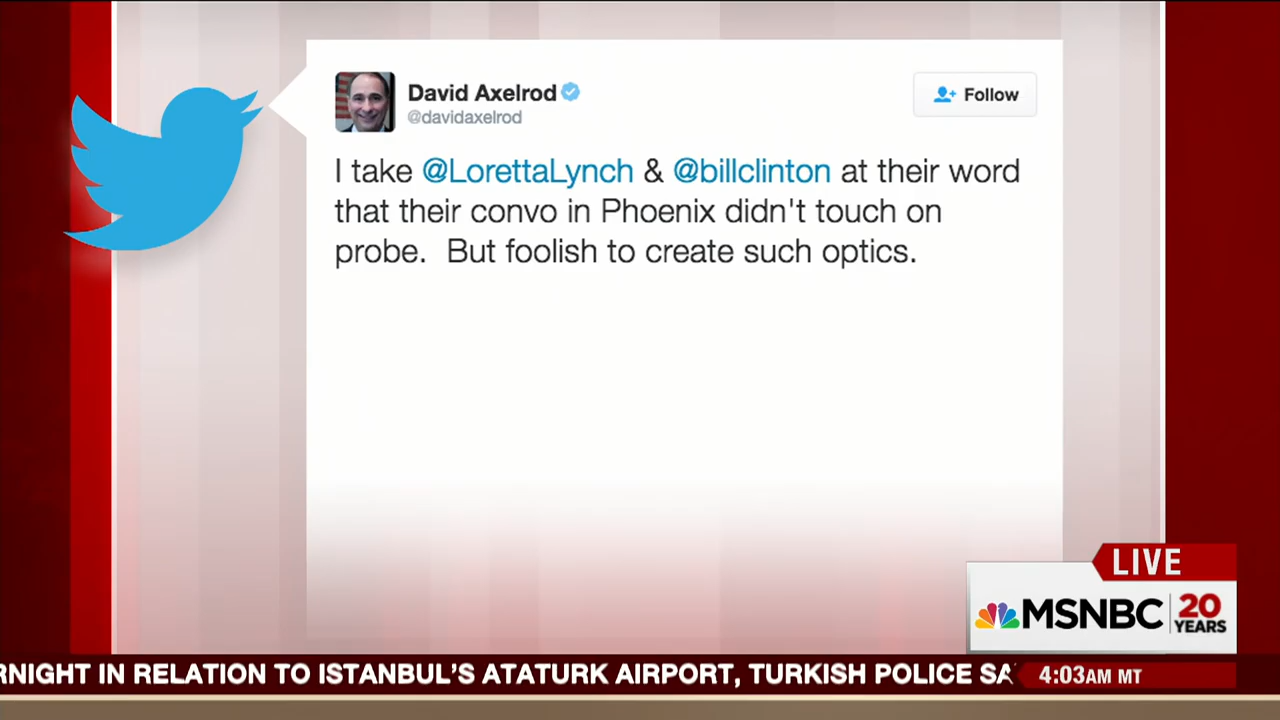 David Axelrod
@davidaxelrod
Follow
I take @LorettaLynch & @billclinton at their word
that their convo in Phoenix didn't touch on
probe.  But foolish to create such optics.
LIVE
MSNBC
20
YEARS
RNIGHT IN RELATION TO ISTANBUL'S ATATURK AIRPORT, TURKISH POLICE SA
4:03AM MT